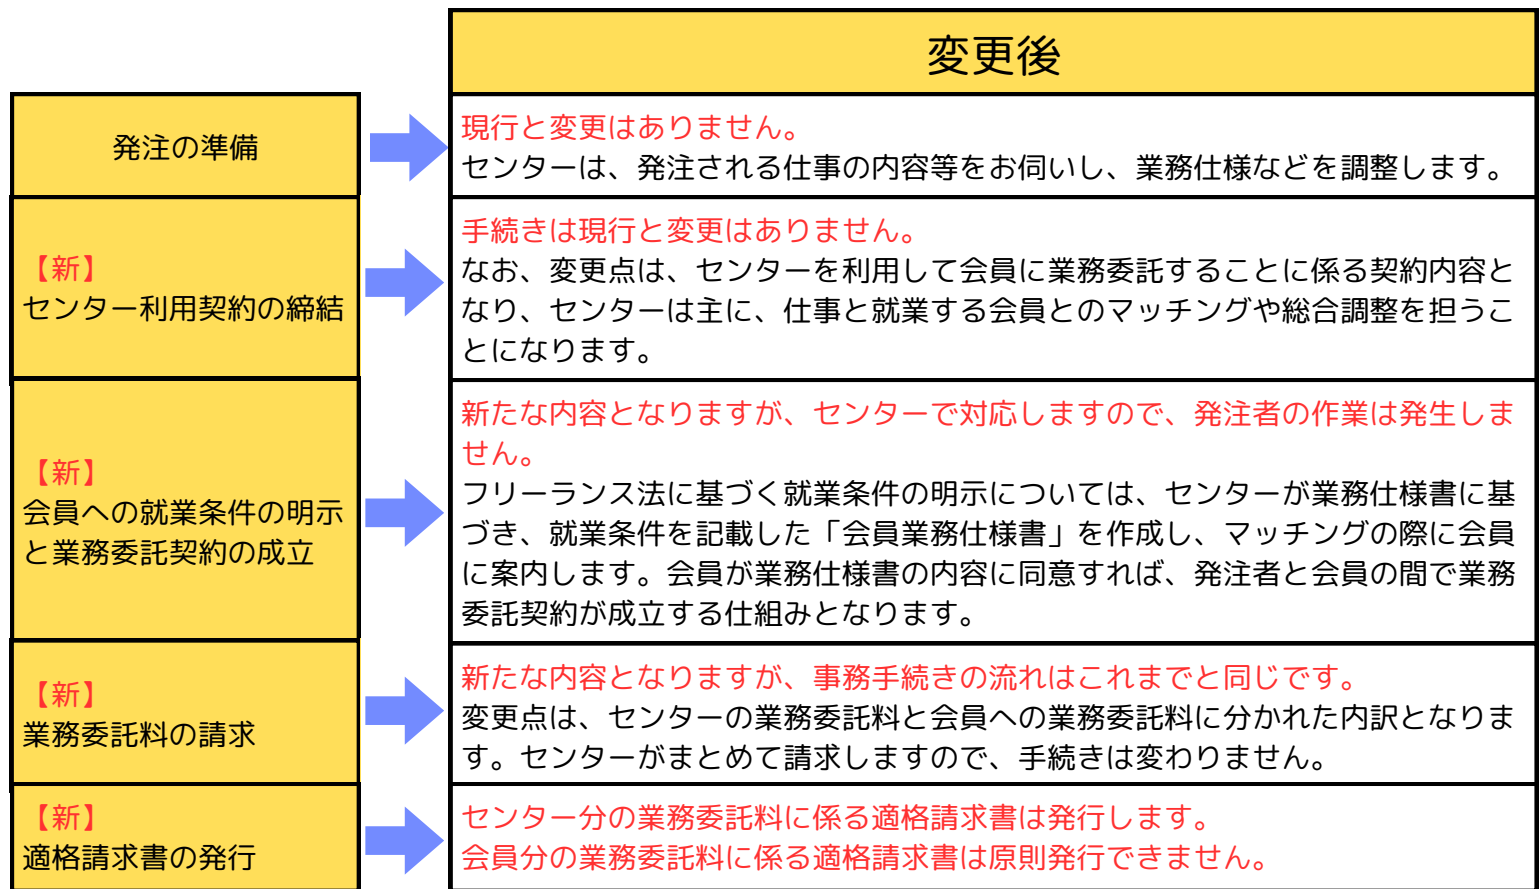 変更後
発注の準備
現行と変更はありません。
センターは、発注される仕事の内容等をお伺いし、業務仕様などを調整します。
【新】
センター利用契約の締結
手続きは現行と変更はありません。
なお、変更点は、センターを利用して会員に業務委託することに係る契約内容と
なり、センターは主に、仕事と就業する会員とのマッチングや総合調整を担うこ
とになります。
【新】
会員への就業条件の明示
と業務委託契約の成立
新たな内容となりますが、センターで対応しますので、発注者の作業は発生しま
せん。
フリーランス法に基づく就業条件の明示については、センターが業務仕様書に基
づき、就業条件を記載した「会員業務仕様書」を作成し、マッチングの際に会員
に案内します。会員が業務仕様書の内容に同意すれば、発注者と会員の間で業務
委託契約が成立する仕組みとなります。
【新】
業務委託料の請求
新たな内容となりますが、事務手続きの流れはこれまでと同じです。
変更点は、センターの業務委託料と会員への業務委託料に分かれた内訳となりま
す。センターがまとめて請求しますので、手続きは変わりません。
【新】
適格請求書の発行
センター分の業務委託料に係る適格請求書は発行します。
会員分の業務委託料に係る適格請求書は原則発行できません。